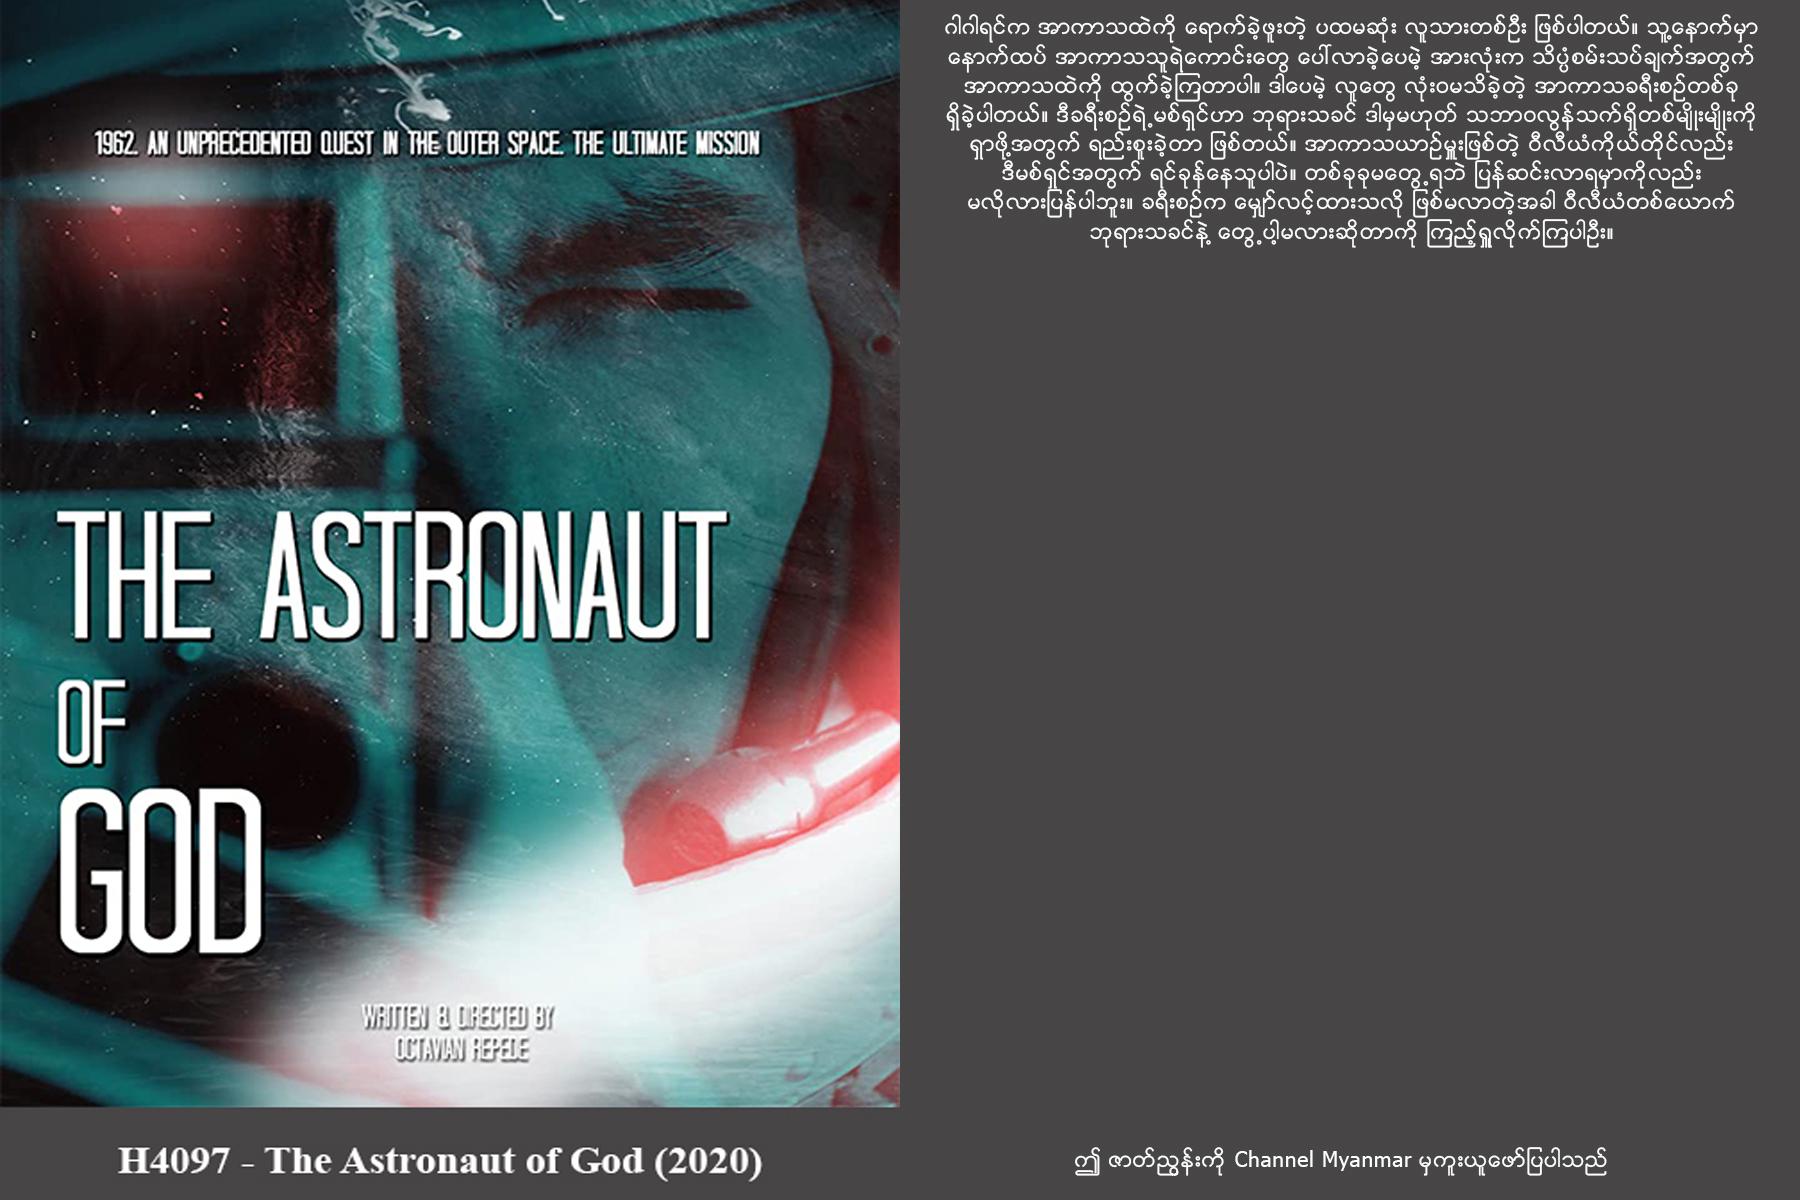 1962. AN UNPRECEDENTED QUEST IN THE OUTER SPACE. THE ULTIMATE MISSION
THE ASTRONAUT
OF
GOD
WRITTEN & DIRECTED BY
OCTAVIAN REPEDE
H4097 - The Astronaut of God (2020)
ဂါဂါရင်က အာကာသထဲကို ရောက်ခဲ့ဖူးတဲ့ ပထမဆုံး လူသားတစ်ဦး ဖြစ်ပါတယ်။ သူ့နောက်မှာ
နောက်ထပ် အာကာသသူရဲကောင်းတွေ ပေါ်လာခဲ့ပေမဲ့ အားလုံးက သိပ္ပံစမ်းသပ်ချက်အတွက်
အာကာသထဲကို ထွက်ခဲ့ကြတာပါ။ ဒါပေမဲ့ လူတွေ လုံးဝမသိခဲ့တဲ့ အာကာသခရီးစဉ်တစ်ခု
ရှိခဲ့ပါတယ်။ ဒီခရီးစဉ်ရဲ့မစ်ရှင်ဟာ ဘုရားသခင် ဒါမှမဟုတ် သဘာဝလွန်သက်ရှိတစ်မျိုးမျိုးကို
ရှာဖို့အတွက် ရည်းစူးခဲ့တာ ဖြစ်တယ်။ အာကာသယာဉ်မှူးဖြစ်တဲ့ ဝီလီယံကိုယ်တိုင်လည်း
ဒီမစ်ရှင်အတွက် ရင်ခုန်နေသူပါပဲ။ တစ်ခုခုမတွေ့ရဘဲ ပြန်ဆင်းလာရမှာကိုလည်း
မလိုလားပြန်ပါဘူး။ ခရီးစဉ်က မျှော်လင့်ထားသလို ဖြစ်မလာတဲ့အခါ ဝီလီယံတစ်ယောက်
ဘုရားသခင်နဲ့ တွေ့ပါ့မလားဆိုတာကို ကြည့်ရှူလိုက်ကြပါဦး။
ဤ ဇာတ်ညွှန်းကို Channel Myanmar မှကူးယူဖော်ပြပါသည်